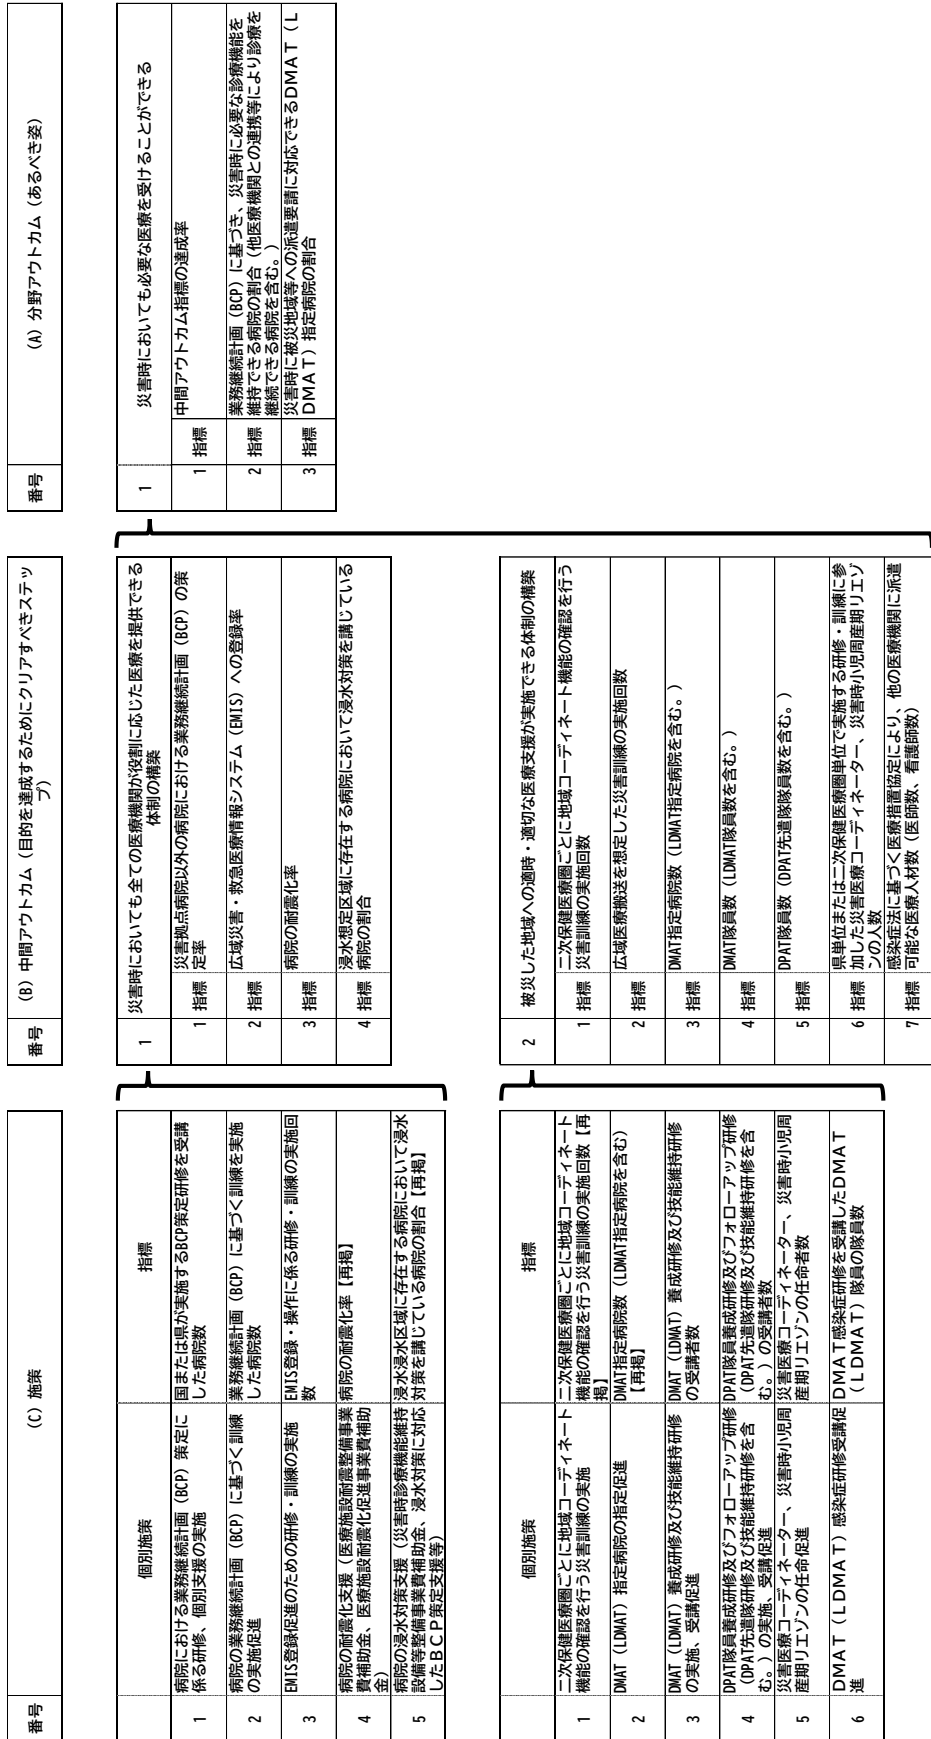 番号
(C) 施策
番号
(B) 中間アウトカム（目的を達成するためにクリアすべきステッ
プ）
番号
(A) 分野アウトカム（あるべき姿）
個別施策
指標
1
病院における業務継続計画（BCP）策定に
係る研修、個別支援の実施
国または県が実施するBCP策定研修を受講
した病院数
2
病院の業務継続計画（BCP）に基づく訓練
の実施促進
業務継続計画（BCP）に基づく訓練を実施
した病院数
3
EMIS登録促進のための研修・訓練の実施
EMIS登録・操作に係る研修・訓練の実施回
数
4
病院の耐震化支援（医療施設耐震整備事業
費補助金、医療施設耐震化促進事業費補助
金）
病院の耐震化率【再掲】
5
病院の浸水対策支援（災害時診療機能維持
設備等整備事業費補助金、浸水対策に対応
したＢＣＰ策定支援等）
浸水浸水区域に存在する病院において浸水
対策を講じている病院の割合【再掲】
1
災害時においても全ての医療機関が役割に応じた医療を提供できる
体制の構築
1
指標
災害拠点病院以外の病院における業務継続計画（BCP）の策
定率
2
指標
広域災害・救急医療情報システム（EMIS）への登録率
3
指標
病院の耐震化率
4
指標
浸水想定区域に存在する病院において浸水対策を講じている
病院の割合
1
災害時においても必要な医療を受けることができる
1
指標
中間アウトカム指標の達成率
2
指標
業務継続計画（BCP）に基づき、災害時に必要な診療機能を
維持できる病院の割合（他医療機関との連携等により診療を
継続できる病院を含む。）
3
指標
災害時に被災地域等への派遣要請に対応できるＤＭＡＴ（Ｌ
ＤＭＡＴ）指定病院の割合
個別施策
指標
1
二次保健医療圏ごとに地域コーディネート
機能の確認を行う災害訓練の実施
二次保健医療圏ごとに地域コーディネート
機能の確認を行う災害訓練の実施回数【再
掲】
2
DMAT（LDMAT）指定病院の指定促進
DMAT指定病院数（LDMAT指定病院を含む）
【再掲】
3
DMAT（LDMAT）養成研修及び技能維持研修
の実施、受講促進
DMAT（LDMAT）養成研修及び技能維持研修
の受講者数
4
DPAT隊員養成研修及びフォローアップ研修
（DPAT先遣隊研修及び技能維持研修を含
む。）の実施、受講促進
DPAT隊員養成研修及びフォローアップ研修
（DPAT先遣隊研修及び技能維持研修を含
む。）の受講者数
5
災害医療コーディネーター、災害時小児周
産期リエゾンの任命促進
災害医療コーディネーター、災害時小児周
産期リエゾンの任命者数
6
ＤＭＡＴ（ＬＤＭＡＴ）感染症研修受講促
進
ＤＭＡＴ感染症研修を受講したＤＭＡＴ
（ＬＤＭＡＴ）隊員の隊員数
2
被災した地域への適時・適切な医療支援が実施できる体制の構築
1
指標
二次保健医療圏ごとに地域コーディネート機能の確認を行う
災害訓練の実施回数
2
指標
広域医療搬送を想定した災害訓練の実施回数
3
指標
DMAT指定病院数（LDMAT指定病院を含む。）
4
指標
DMAT隊員数（LDMAT隊員数を含む。）
5
指標
DPAT隊員数（DPAT先遣隊隊員数を含む。）
6
指標
県単位または二次保健医療圏単位で実施する研修・訓練に参
加した災害医療コーディネーター、災害時小児周産期リエゾ
ンの人数
7
指標
感染症法に基づく医療措置協定により、他の医療機関に派遣
可能な医療人材数（医師数、看護師数）